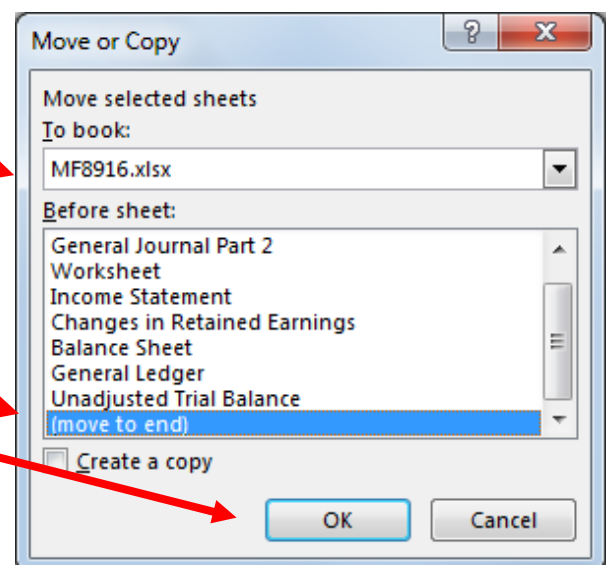 Move or Copy
Move selected sheets
To book:
MF8916.xlsx
Before sheet:
General Journal Part 2
Worksheet
Income Statement
Changes in Retained Earnings
Balance Sheet
General Ledger
Unadjusted Trial Balance
(move to end)
Create a copy
OK Cancel